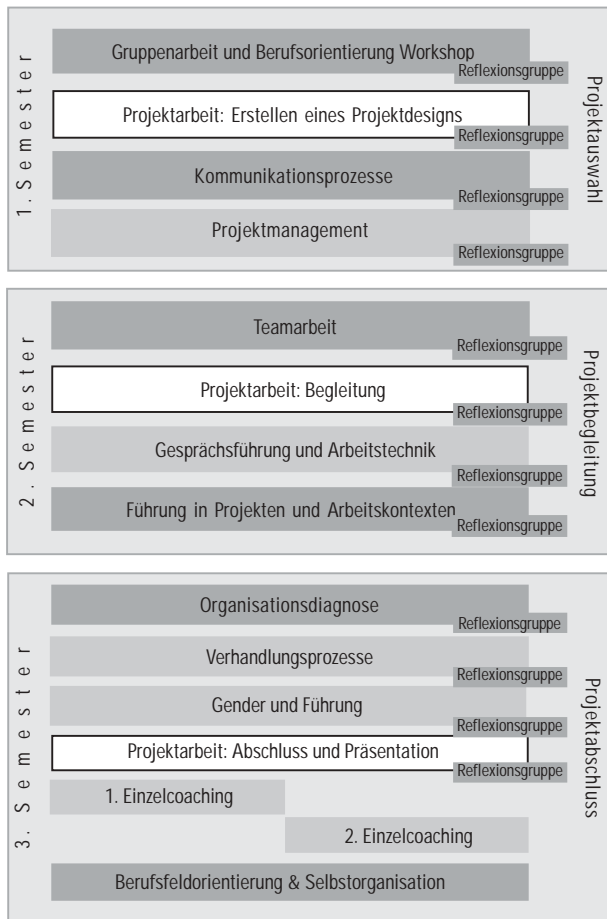 1. Semester
Gruppenarbeit und Berufsorientierung Workshop
Reflexionsgruppe
Projektarbeit: Erstellen eines Projektdesigns
Reflexionsgruppe
Kommunikationsprozesse
Reflexionsgruppe
Projektmanagement
Reflexionsgruppe
Projektauswahl
2. Semester
Teamarbeit
Reflexionsgruppe
Projektarbeit: Begleitung
Reflexionsgruppe
Gesprächsführung und Arbeitstechnik
Reflexionsgruppe
Führung in Projekten und Arbeitskontexten
Reflexionsgruppe
Projektbegleitung
3. Semester
Organisationsdiagnose
Reflexionsgruppe
Verhandlungsprozesse
Reflexionsgruppe
Gender und Führung
Reflexionsgruppe
Projektarbeit: Abschluss und Präsentation
Reflexionsgruppe
1. Einzelcoaching
2. Einzelcoaching
Berufsfeldorientierung & Selbstorganisation
Projektabschluss